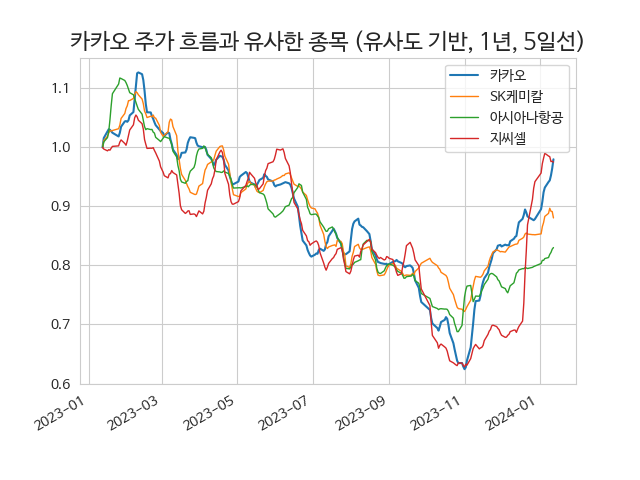 카카오 주가 흐름과 유사한 종목 (유사도 기반, 1년, 5일선)
카카오
SK케미칼
아시아나항공
지씨셀
1.1
1.0
0.9
0.8
0.7
0.6
2023-01
2023-03
2023-05
2023-07
2023-09
2023-11
2024-01